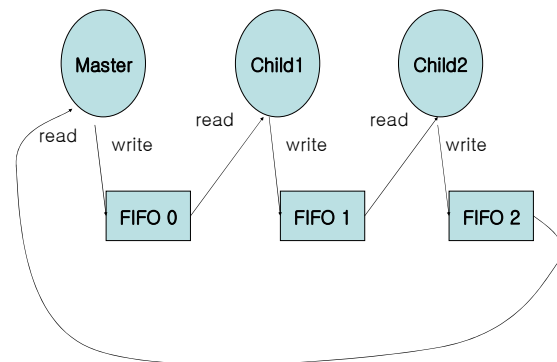 Master
Child1
Child2
read
write
read
write
read
write
FIFO 0
FIFO 1
FIFO 2